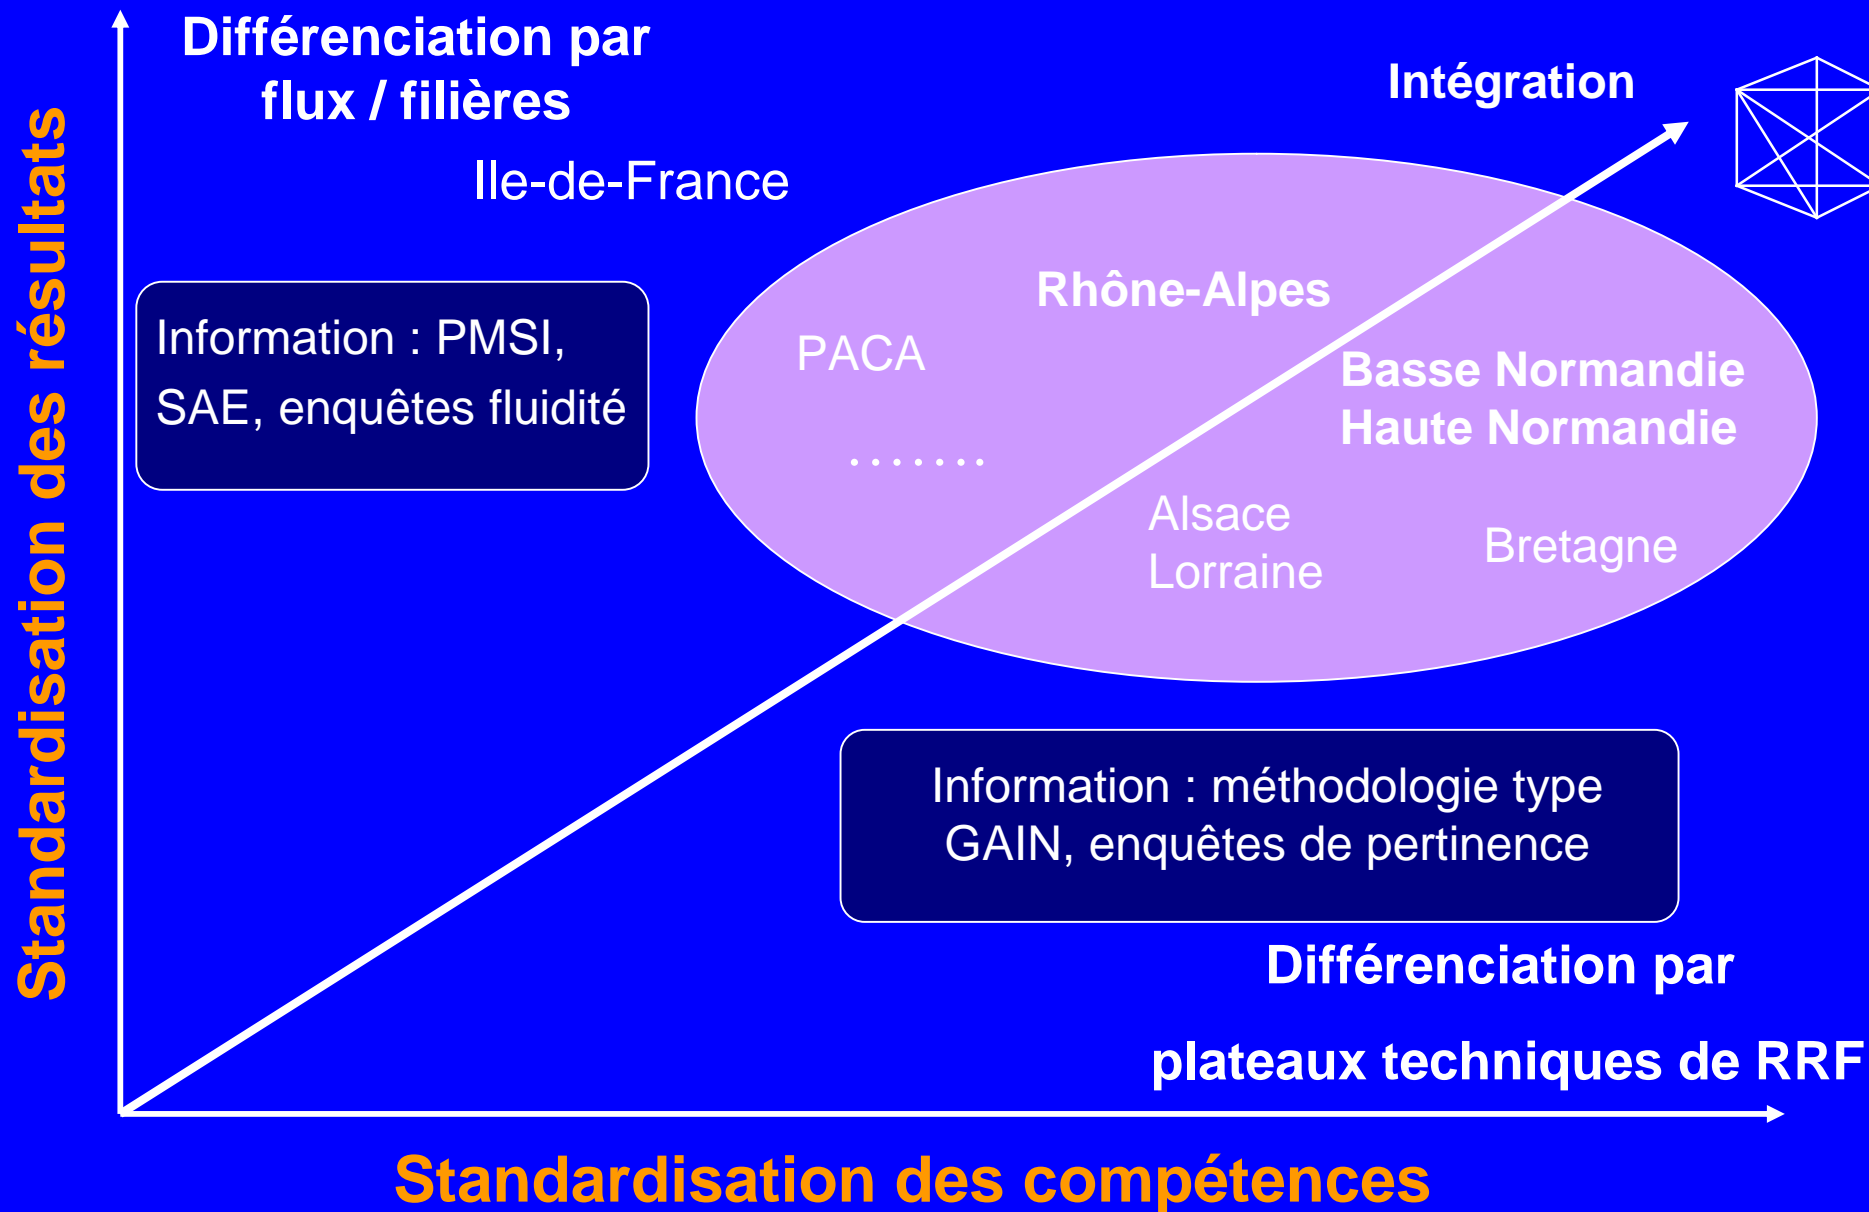 Différenciation par
flux / filières
Intégration
Ile-de-France
Standardisation des résultats
Information : PMSI,
SAE, enquêtes fluidité
Rhône-Alpes
PACA
Basse Normandie
Haute Normandie
.......
Alsace
Lorraine
Bretagne
Information : méthodologie type
GAIN, enquêtes de pertinence
Différenciation par
plateaux techniques de RRF
Standardisation des compétences